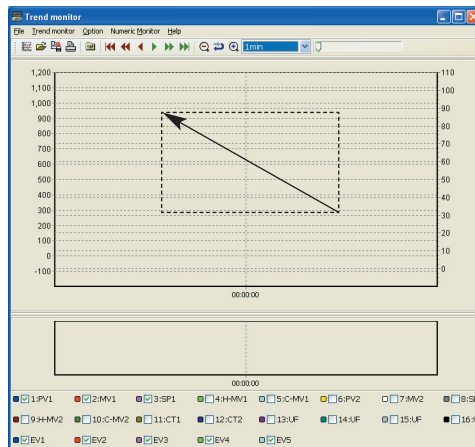 Trend monitor
File Trend monitor Option Numeric Monitor Help
1min
1,200 110
1,100 100
1,000 90
900 80
800 70
700 60
600 50
500 40
400 30
300 20
200 10
100 0
0
-100
00:00:00
00:00:00
1:PV1 2:MV1 3:SP1 4:H-MV1 5:C-MV1 6:PV2 7:MV2 8:S
9:H-MV2 10:C-MV2 11:CT1 12:CT2 13:UF 14:UF 15:UF 16:
EV1 EV2 EV3 EV4 EV5